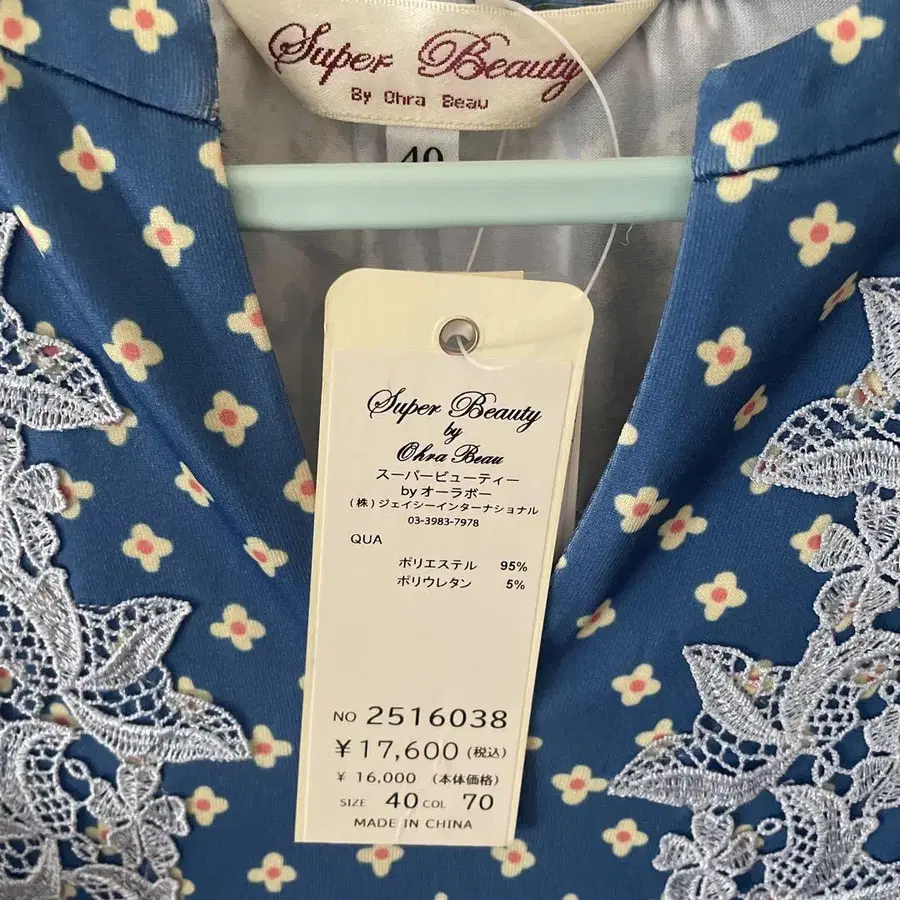 Super Beauty
By Ohra Beau
40
Super Beauty
by
Ohra Beau
スーパービューティー
by オーラボー
(株)ジェイシーインターナショナル
03-3983-7978
QUA
ポリエステル 95%
ポリウレタン 5%
NO 2516038
¥17,600 (税込)
¥ 16,000 (本体価格)
SIZE 40 COL 70
MADE IN CHINA